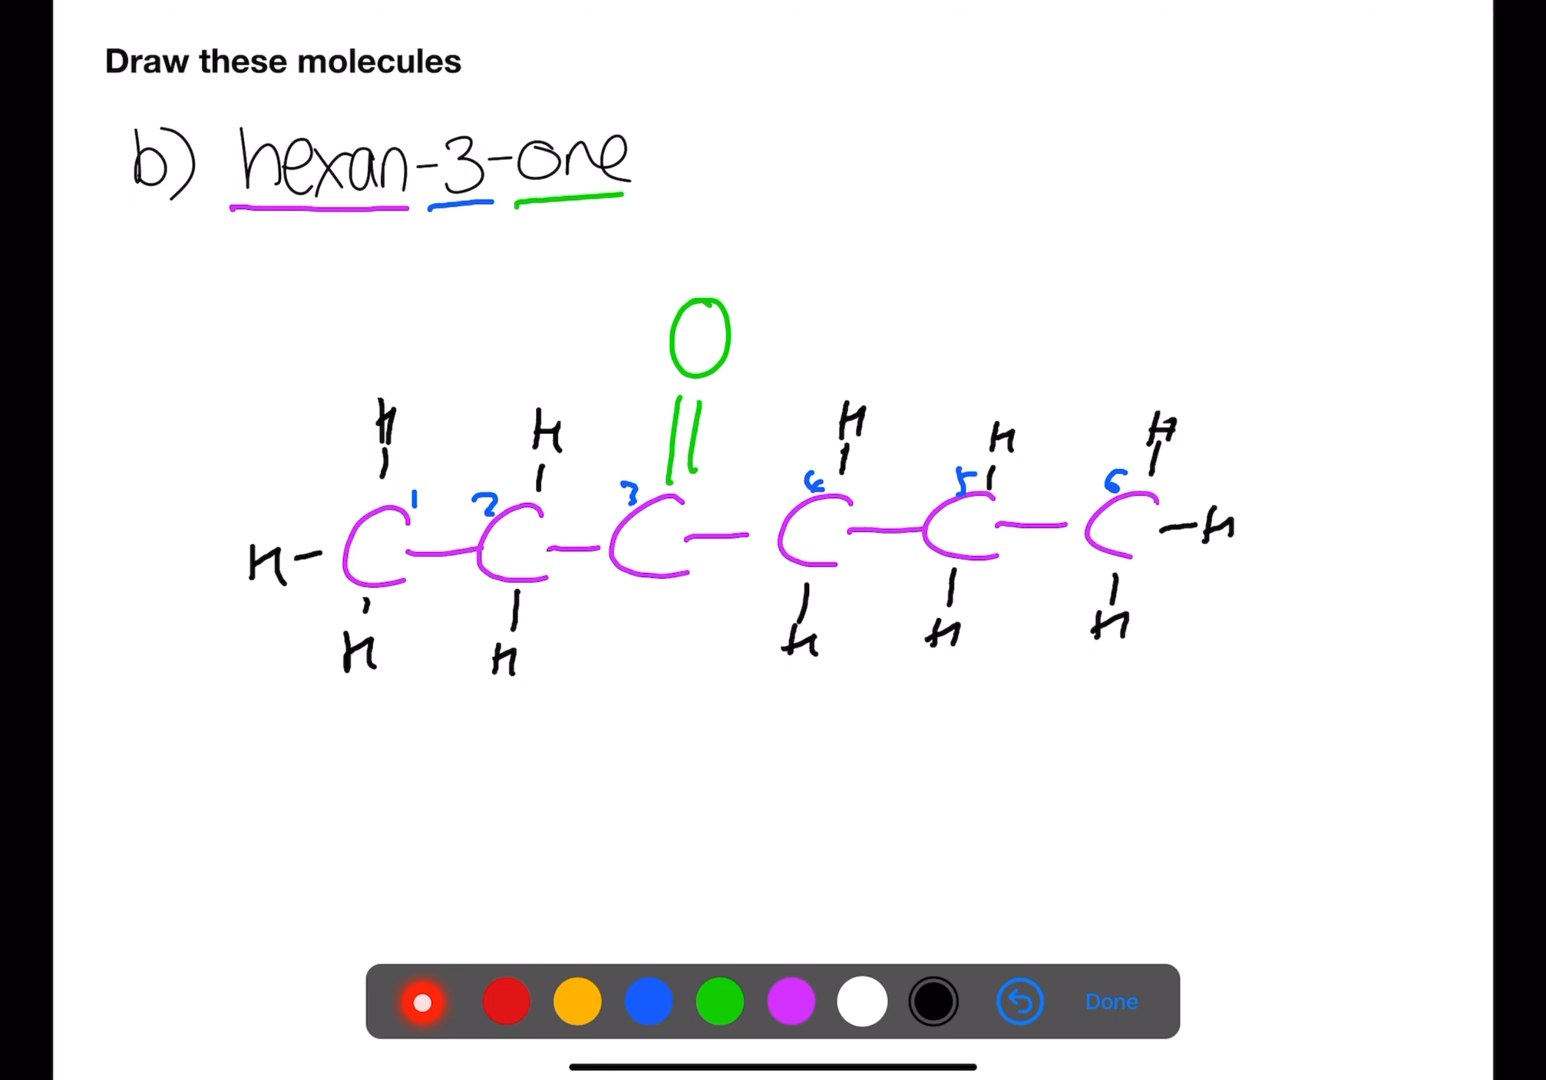 Draw these molecules
b) hexan-3-one
O
H H H H H
1 2 3 4 5 6
H-C-C-C-C-C-C-H
H H H H H
Done